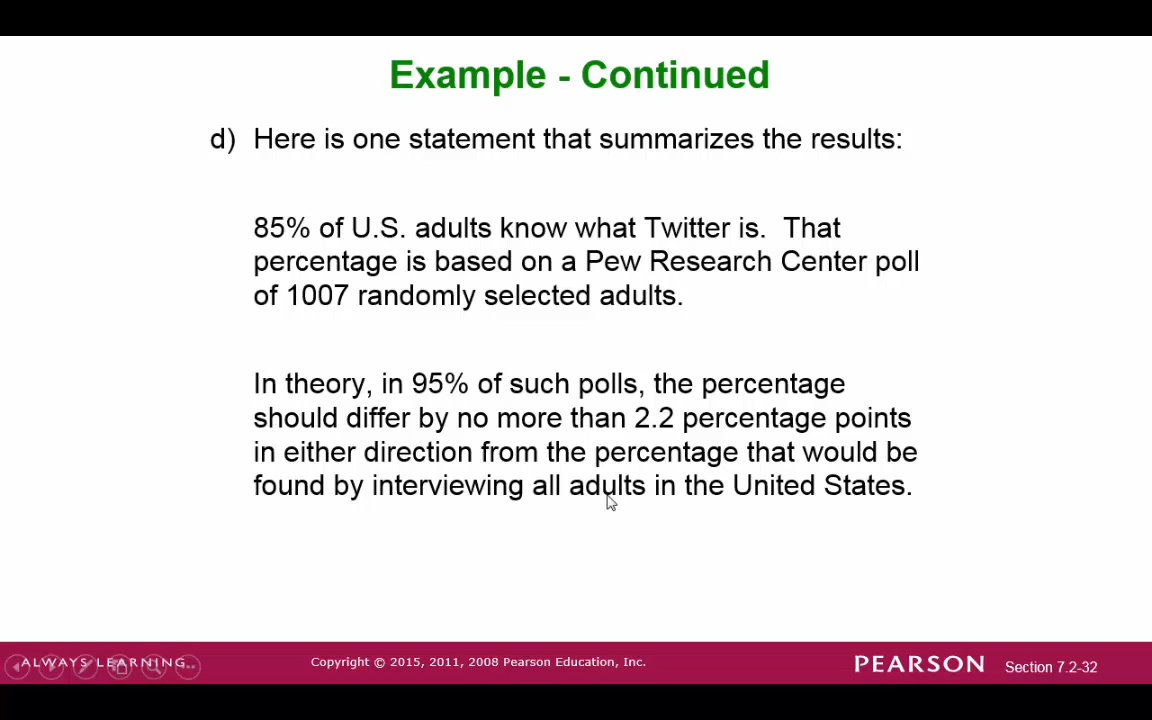 Example - Continued
d) Here is one statement that summarizes the results:
85% of U.S. adults know what Twitter is. That
percentage is based on a Pew Research Center poll
of 1007 randomly selected adults.
In theory, in 95% of such polls, the percentage
should differ by no more than 2.2 percentage points
in either direction from the percentage that would be
found by interviewing all adults in the United States.
ALWAYS LEARNING
Copyright © 2015, 2011, 2008 Pearson Education, Inc.
PEARSON
Section 7.2-32